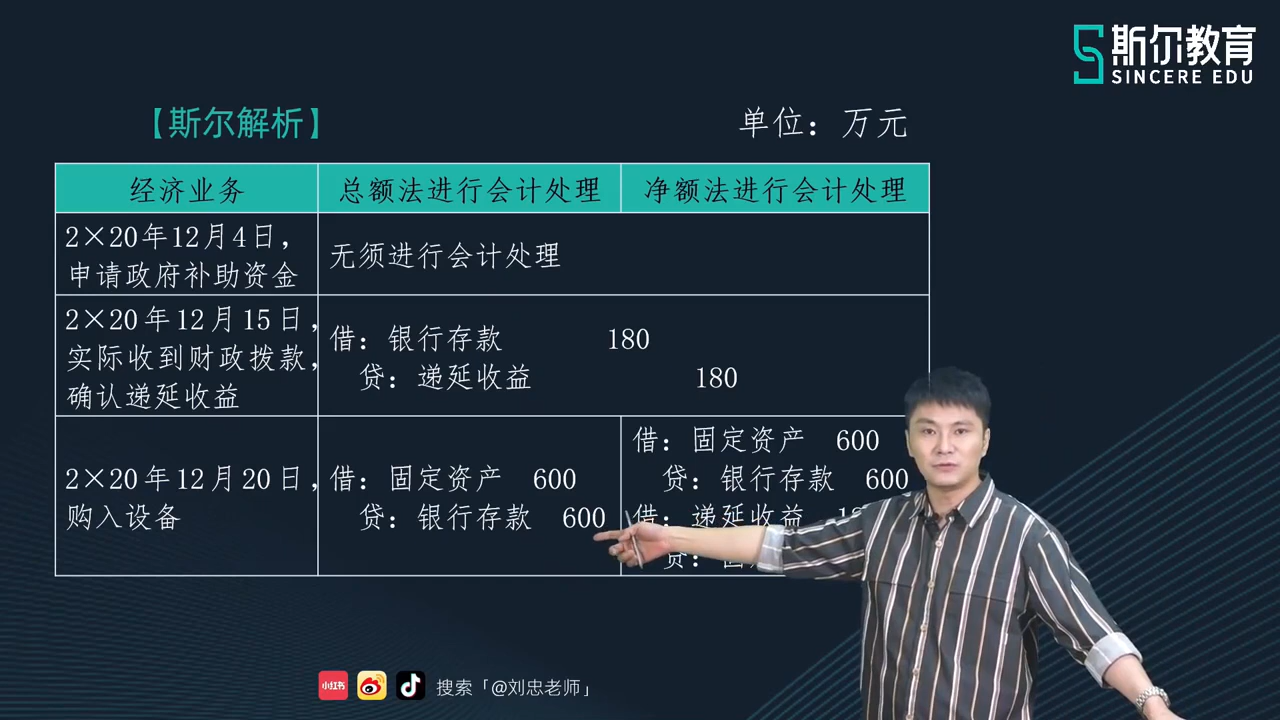 斯尔教育
SINCERE EDU
【斯尔解析】
单位：万元
经济业务
总额法进行会计处理
净额法进行会计处理
2×20年12月4日，
申请政府补助资金
无须进行会计处理
2×20年12月15日，
实际收到财政拨款，
确认递延收益
借：银行存款 180
贷：递延收益 180
2×20年12月20日，
购入设备
借：固定资产 600
贷：银行存款 600
借：固定资产 600
贷：银行存款 600
借：递延收益
贷：
小红书
搜索「@刘忠老师」